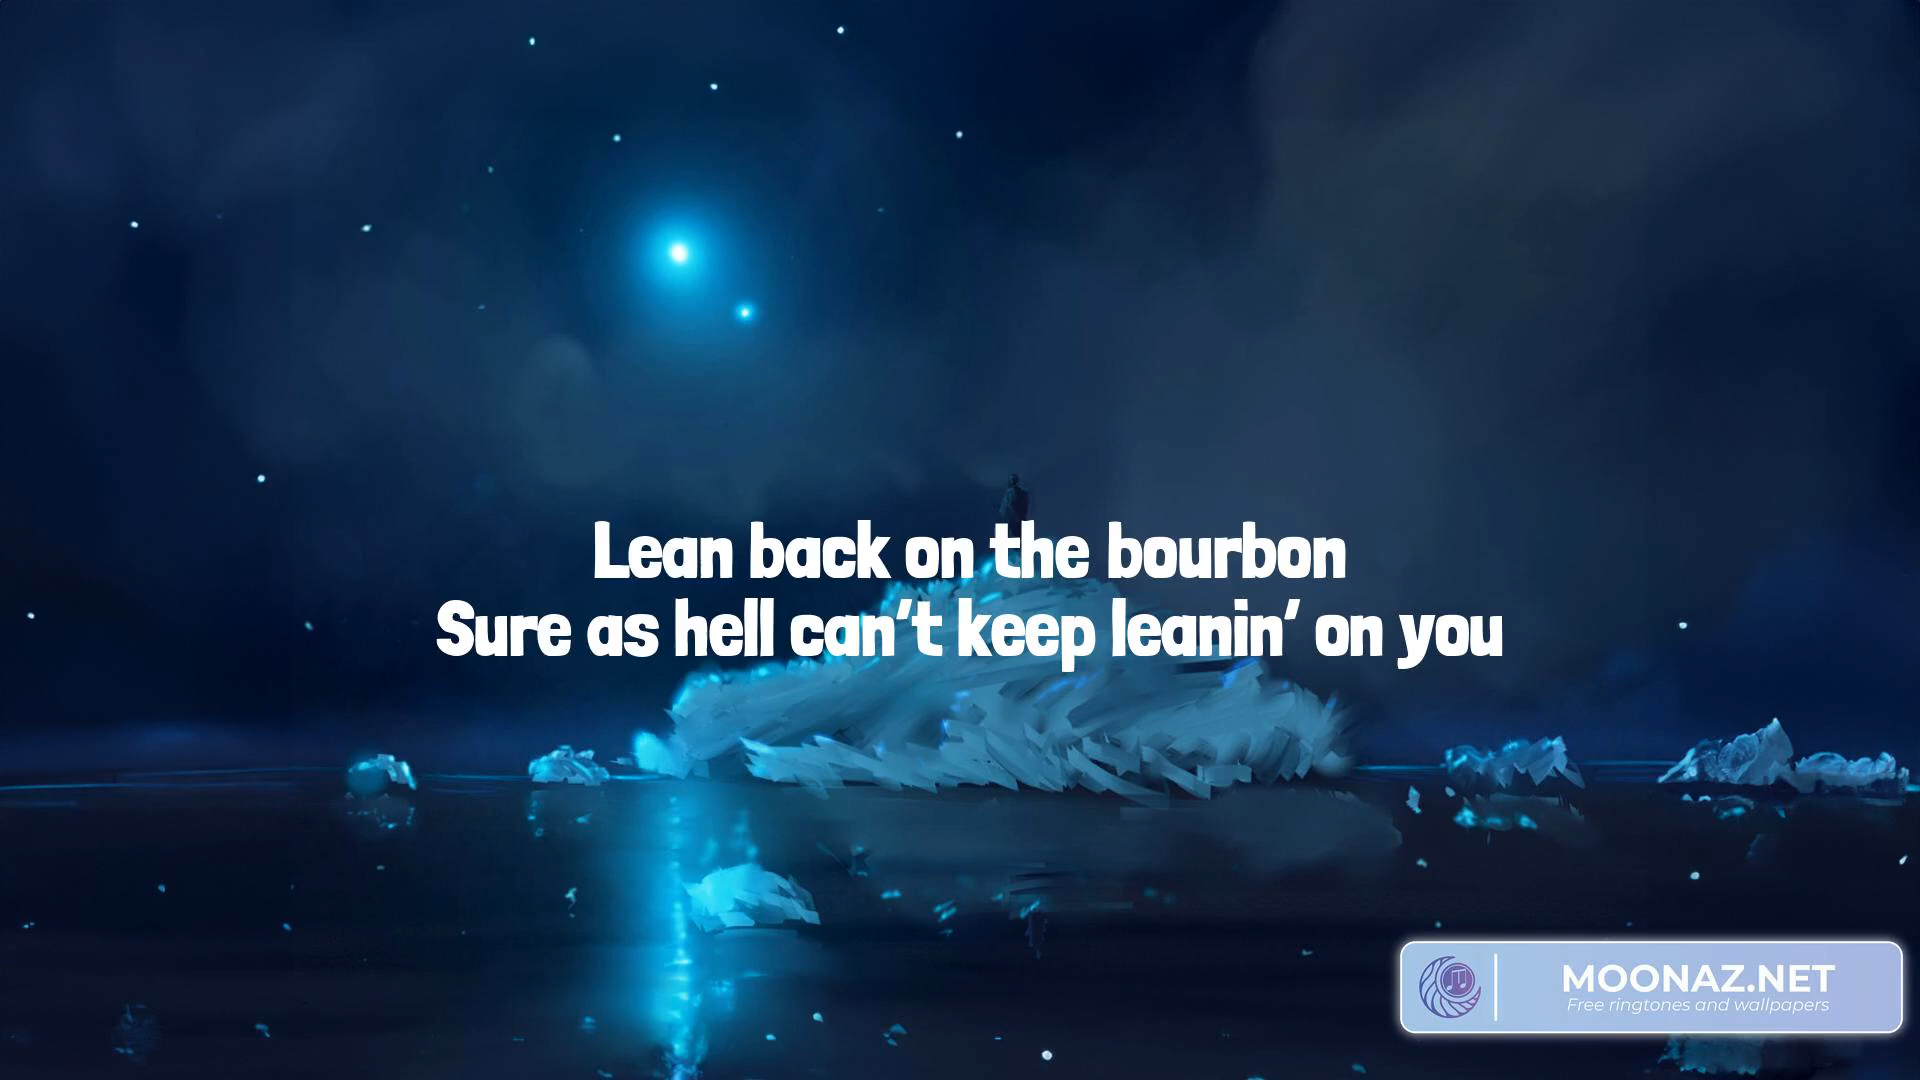 Lean back on the bourbon
Sure as hell can't keep leanin' on you
MOONAZ.NET
Free ringtones and wallpapers